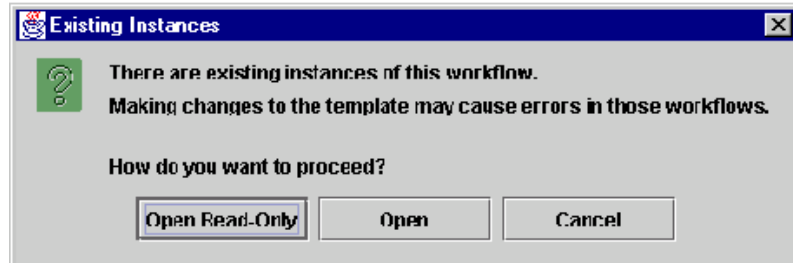 Existing Instances
There are existing instances of this workflow.
Making changes to the template may cause errors in those workflows.
How do you want to proceed?
Open Read-Only Open Cancel